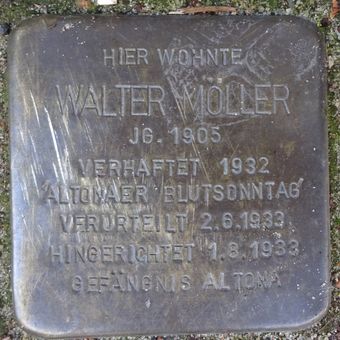 HIER WOHNTE
WALTER MÖLLER
JG. 1905
VERHAFTET 1932
ALTONAER BLUTSONNTAG
VERURTEILT 2.6.1933
HINGERICHTET 1.8.1933
GEFÄNGNIS ALTONA